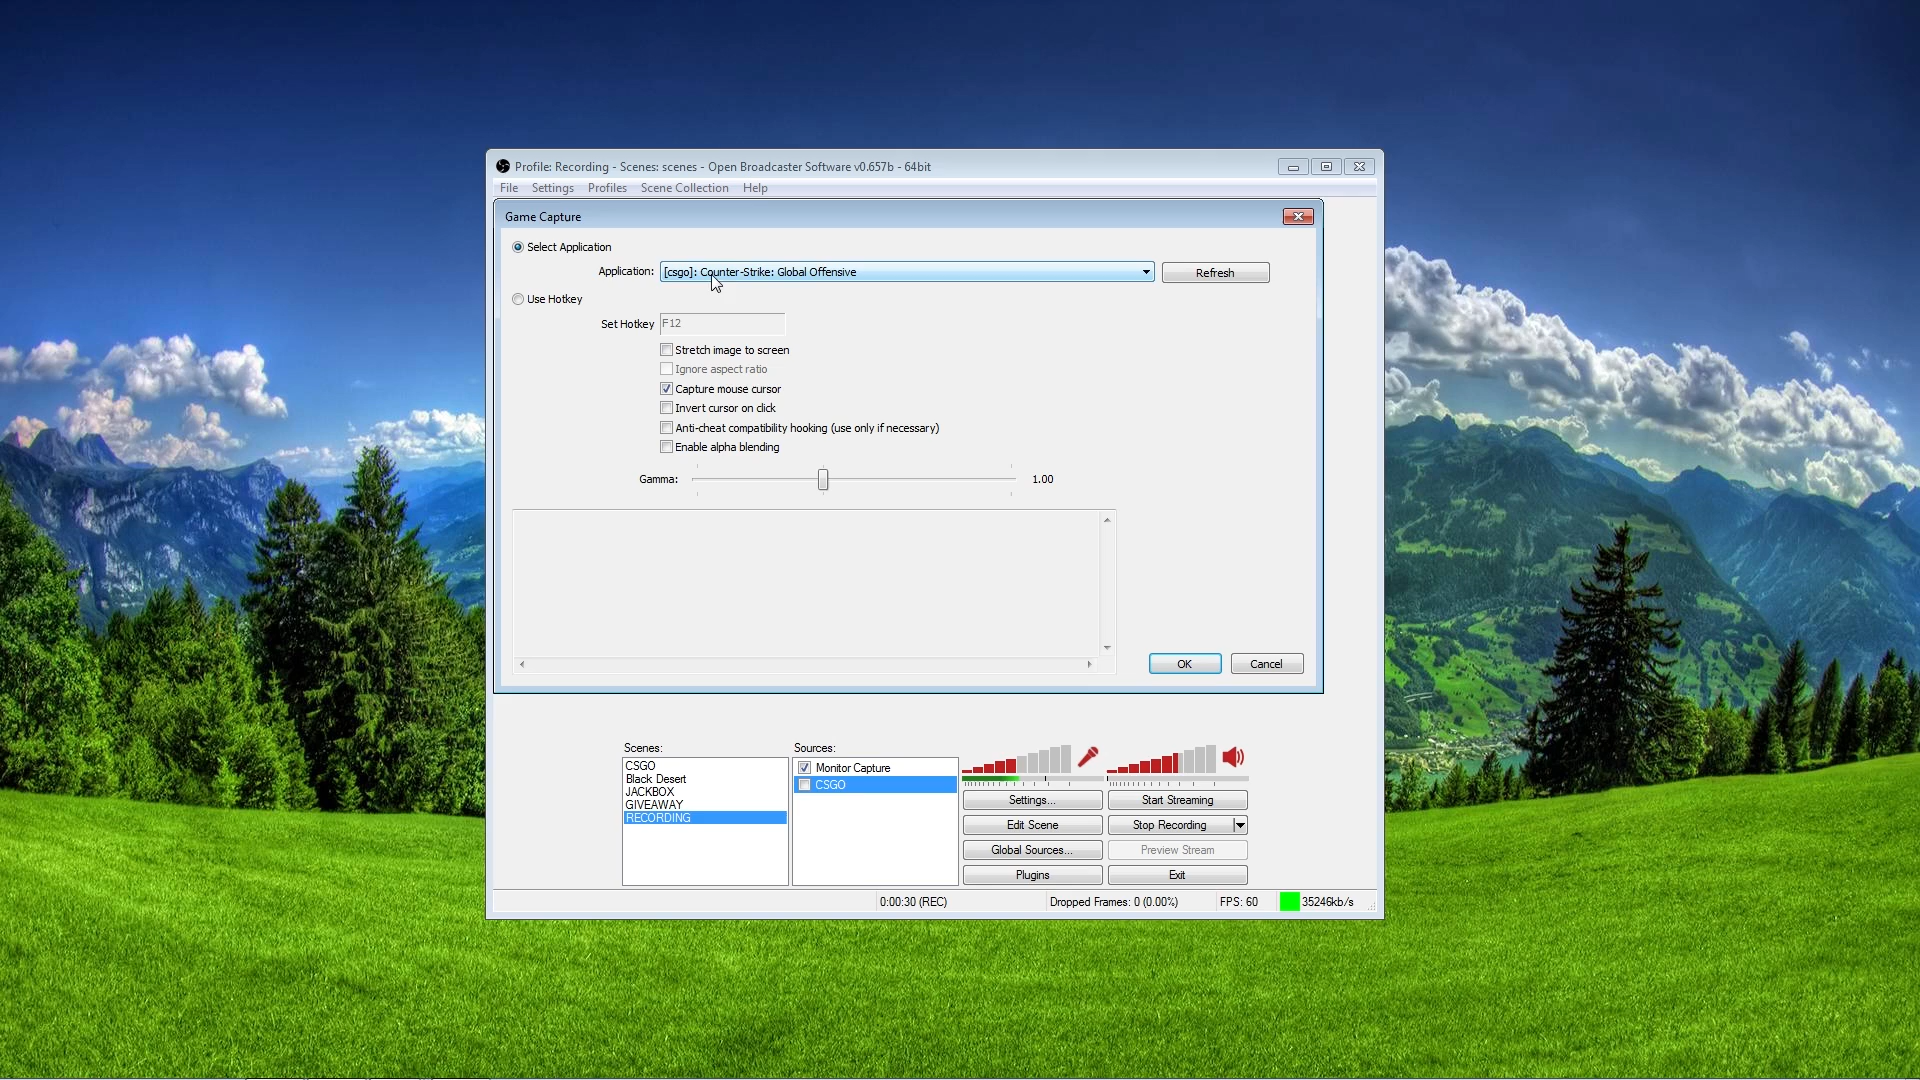 Profile: Recording - Scenes: scenes - Open Broadcaster Software v0.657b - 64bit
File Settings Profiles Scene Collection Help
Game Capture
Select Application
Application: [csgo]: Counter-Strike: Global Offensive Refresh
Use Hotkey
Set Hotkey F12
Stretch image to screen
Ignore aspect ratio
Capture mouse cursor
Invert cursor on click
Anti-cheat compatibility hooking (use only if necessary)
Enable alpha blending
Gamma: 1.00
OK Cancel
Scenes:
CSGO
Black Desert
JACKBOX
GIVEAWAY
RECORDING
Sources:
Monitor Capture
CSGO
Settings... Start Streaming
Edit Scene Stop Recording
Global Sources... Preview Stream
Plugins Exit
0:00:30 (REC) Dropped Frames: 0 (0.00%) FPS: 60 35246kb/s